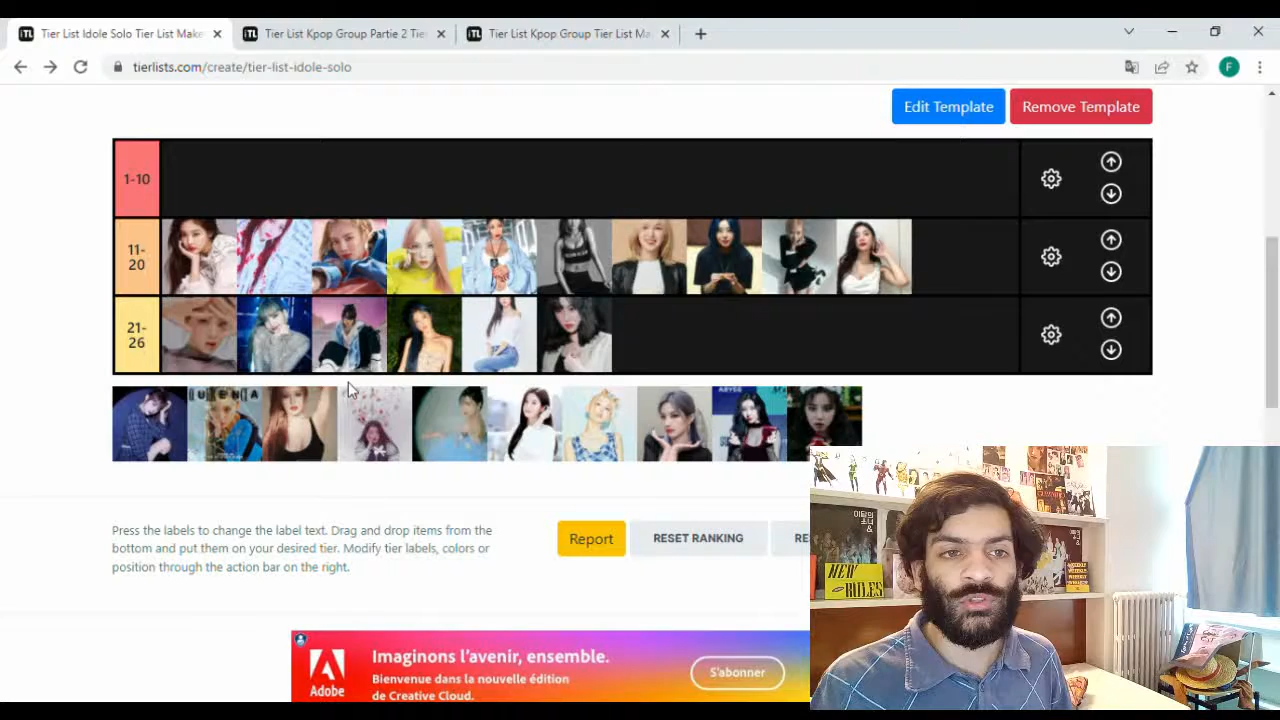 Tier List Idole Solo Tier List Make
Tier List Kpop Group Partie 2 Tie
Tier List Kpop Group Tier List Ma
tierlists.com/create/tier-list-idole-solo
F
Edit Template
Remove Template
1-10
11-
20
21-
26
Press the labels to change the label text. Drag and drop items from the
bottom and put them on your desired tier. Modify tier labels, colors or
position through the action bar on the right.
Report
RESET RANKING
RE
Adobe
Imaginons l'avenir, ensemble.
Bienvenue dans la nouvelle édition
de Creative Cloud.
S'abonner
NEW
RULES